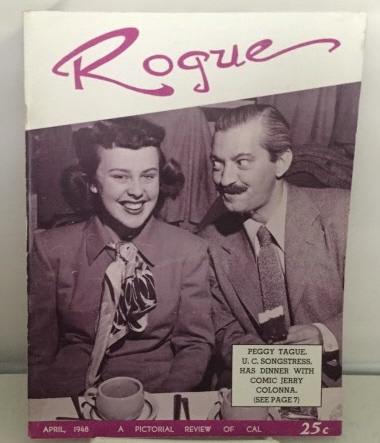 Rogue
PEGGY TAGUE,
U. C. SONGSTRESS,
HAS DINNER WITH
COMIC JERRY
COLONNA.
(SEE PAGE 7)
APRIL, 1948 A PICTORIAL REVIEW OF CAL 25c